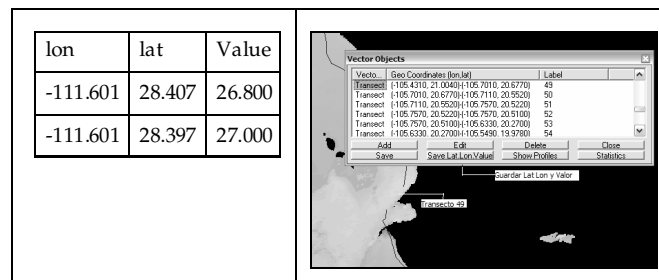 lon lat Value
-111.601 28.407 26.800
-111.601 28.397 27.000
Vector Objects
Vecto... Geo Coordinates (lon,lat) Label
Transect (-105.4310, 21.0040)-(-105.7010, 20.6770) 49
Transect (-105.7010, 20.6770)-(-105.7110, 20.5520) 50
Transect (-105.7110, 20.5520)-(-105.7570, 20.5220) 51
Transect (-105.7570, 20.5220)-(-105.7570, 20.5100) 52
Transect (-105.7570, 20.5100)-(-105.6330, 20.2700) 53
Transect (-105.6330, 20.2700)-(-105.5490, 19.9780) 54
Add Edit Delete Close
Save Save Lat.Lon.Value Show Profiles Statistics
Guardar Lat Lon y Valor
Transecto 49